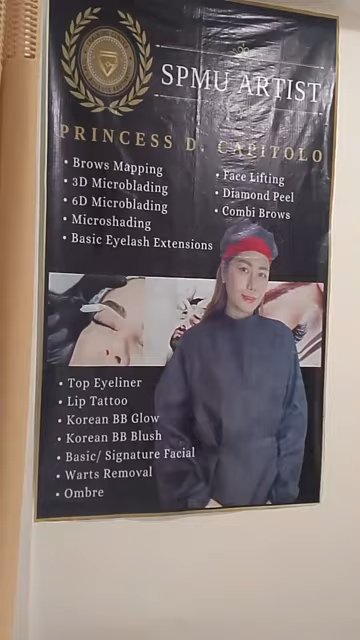 SPMU ARTIST
PRINCESS D. CAPITOLO
• Brows Mapping
• 3D Microblading
• 6D Microblading
• Microshading
• Basic Eyelash Extensions
• Face Lifting
• Diamond Peel
• Combi Brows
• Top Eyeliner
• Lip Tattoo
• Korean BB Glow
• Korean BB Blush
• Basic/ Signature Facial
• Warts Removal
• Ombre